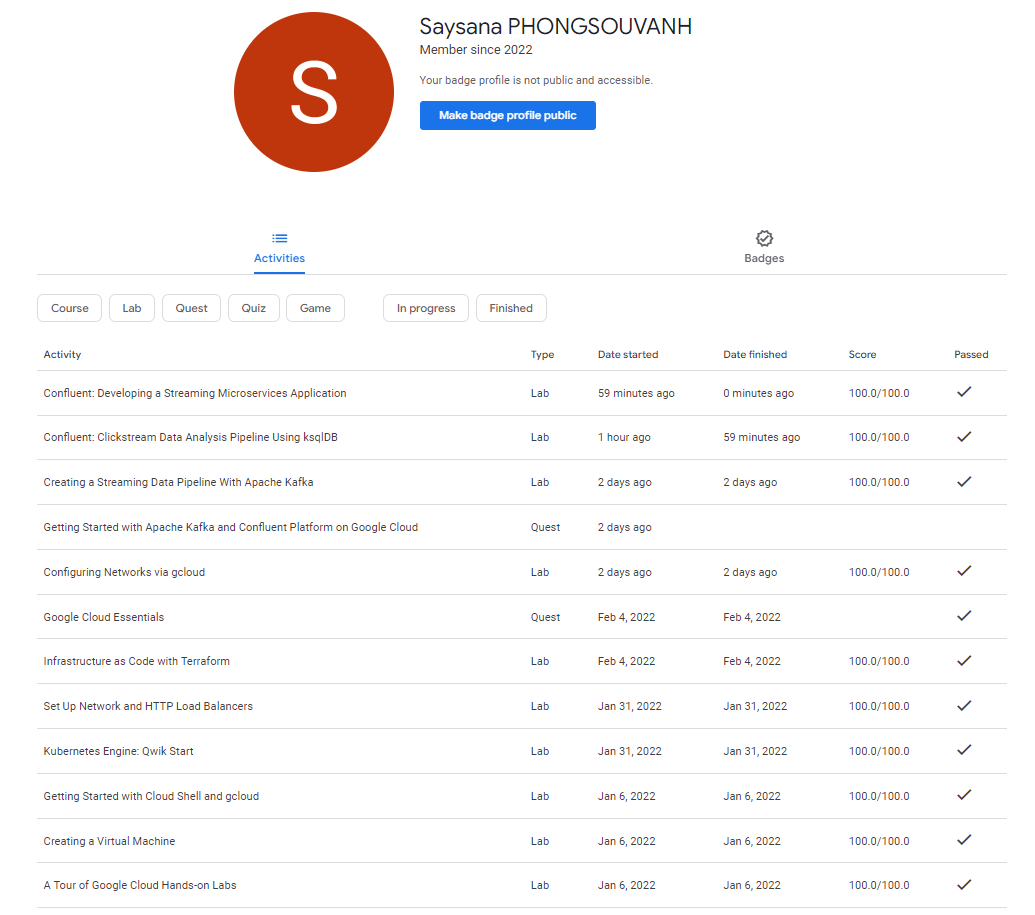 S
Saysana PHONGSOUVANH
Member since 2022
Your badge profile is not public and accessible.
Make badge profile public
Activities Badges
Course Lab Quest Quiz Game In progress Finished
Activity Type Date started Date finished Score Passed
Confluent: Developing a Streaming Microservices Application Lab 59 minutes ago 0 minutes ago 100.0/100.0
Confluent: Clickstream Data Analysis Pipeline Using ksqlDB Lab 1 hour ago 59 minutes ago 100.0/100.0
Creating a Streaming Data Pipeline With Apache Kafka Lab 2 days ago 2 days ago 100.0/100.0
Getting Started with Apache Kafka and Confluent Platform on Google Cloud Quest 2 days ago
Configuring Networks via gcloud Lab 2 days ago 2 days ago 100.0/100.0
Google Cloud Essentials Quest Feb 4, 2022 Feb 4, 2022
Infrastructure as Code with Terraform Lab Feb 4, 2022 Feb 4, 2022 100.0/100.0
Set Up Network and HTTP Load Balancers Lab Jan 31, 2022 Jan 31, 2022 100.0/100.0
Kubernetes Engine: Qwik Start Lab Jan 31, 2022 Jan 31, 2022 100.0/100.0
Getting Started with Cloud Shell and gcloud Lab Jan 6, 2022 Jan 6, 2022 100.0/100.0
Creating a Virtual Machine Lab Jan 6, 2022 Jan 6, 2022 100.0/100.0
A Tour of Google Cloud Hands-on Labs Lab Jan 6, 2022 Jan 6, 2022 100.0/100.0